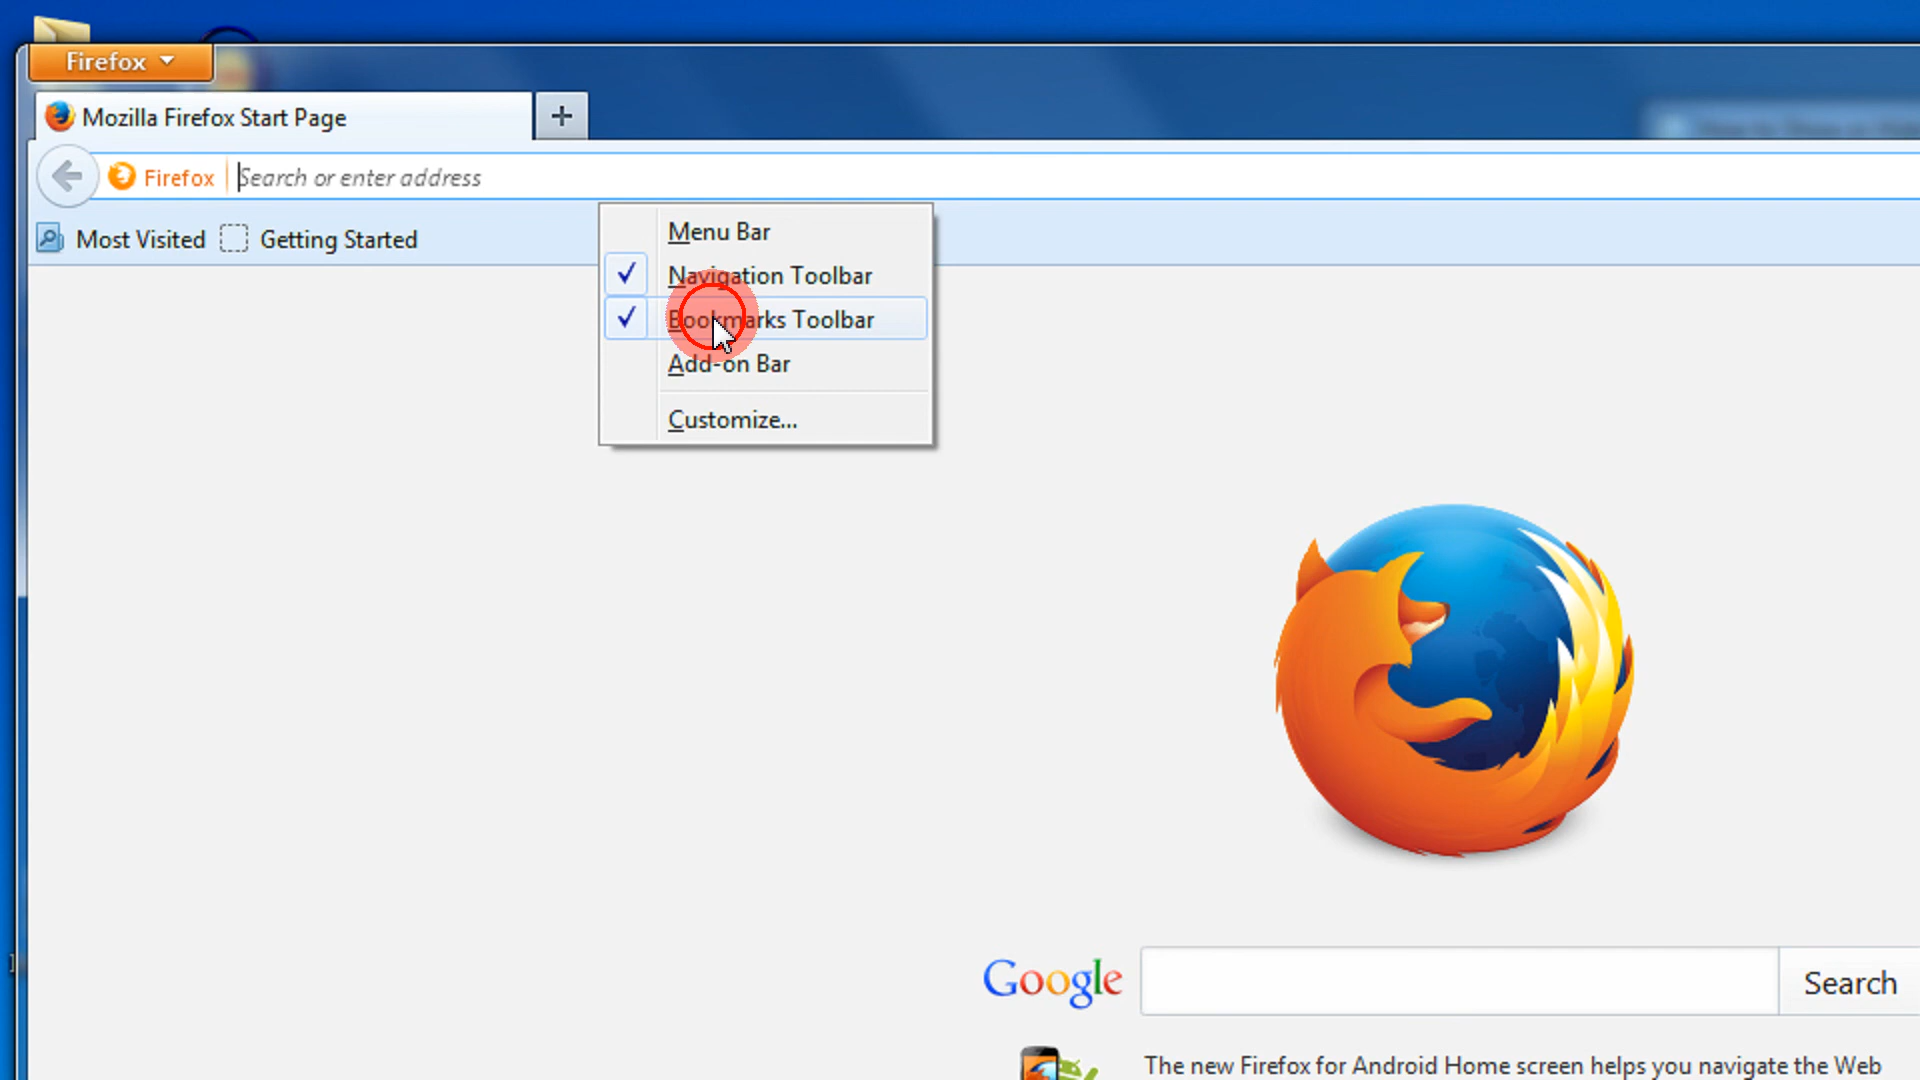 Firefox
Mozilla Firefox Start Page
Firefox
Search or enter address
Most Visited
Getting Started
Menu Bar
Navigation Toolbar
Bookmarks Toolbar
Add-on Bar
Customize...
Google
Search
The new Firefox for Android Home screen helps you navigate the Web